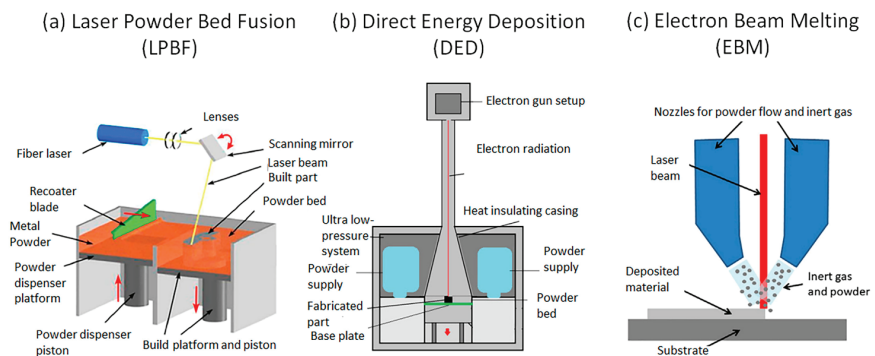 (a) Laser Powder Bed Fusion
(LPBF)
Lenses
Fiber laser
Scanning mirror
Laser beam
Built part
Recoater
blade
Powder bed
Metal
Powder
Powder
dispenser
platform
Powder dispenser
piston
Build platform and piston
(b) Direct Energy Deposition
(DED)
Electron gun setup
Electron radiation
Heat insulating casing
Ultra low-
pressure
system
Powder
supply
Powder
supply
Fabricated
part
Powder
bed
Base plate
(c) Electron Beam Melting
(EBM)
Nozzles for powder flow and inert gas
Laser
beam
Deposited
material
Inert gas
and powder
Substrate